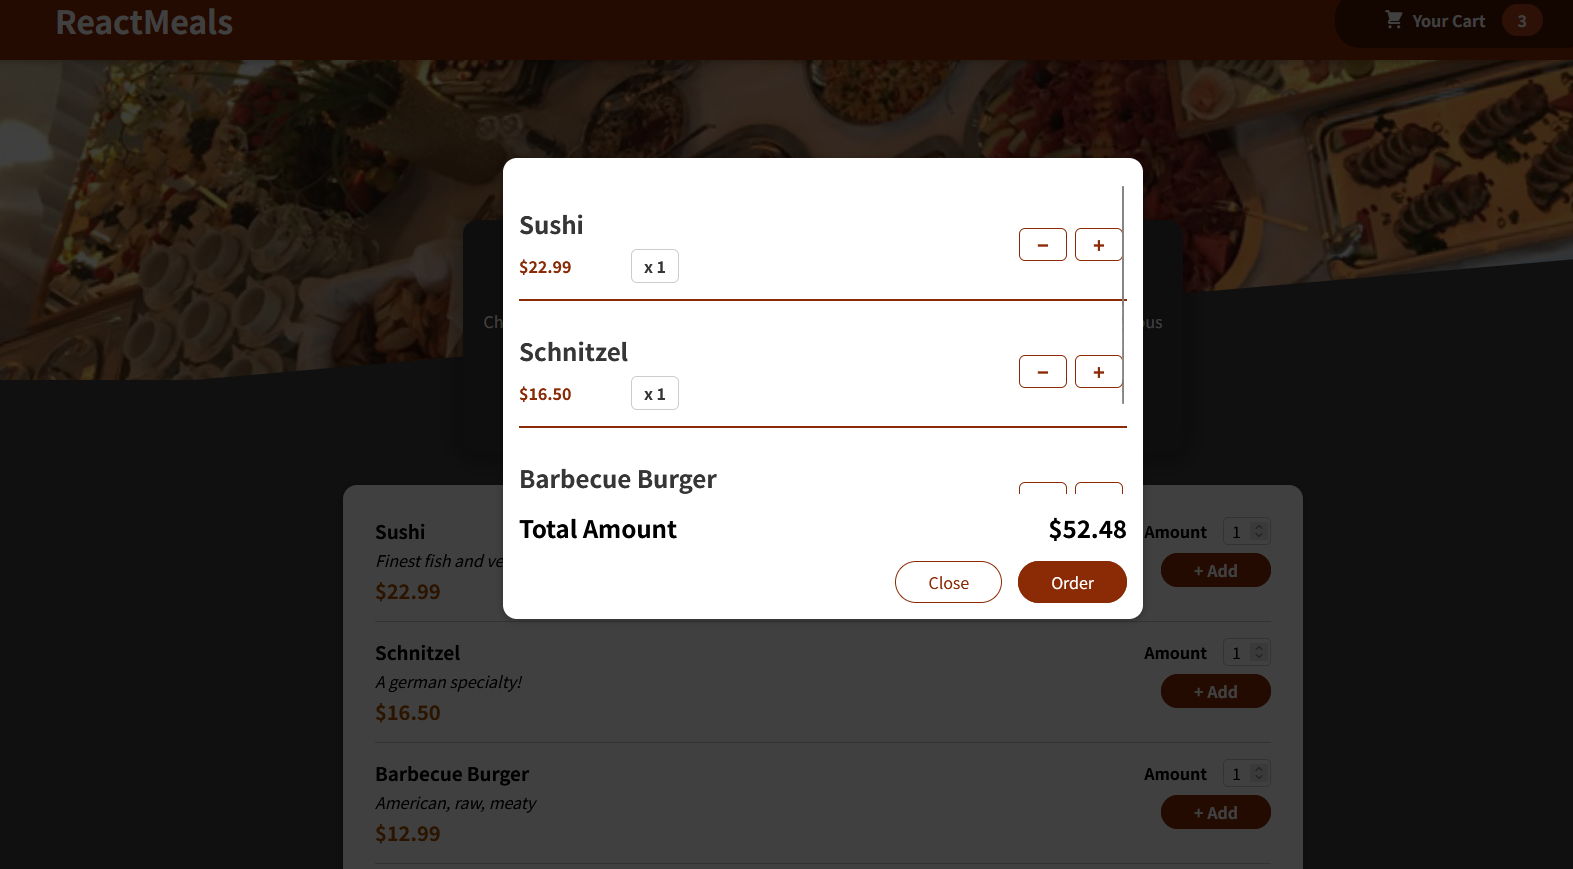 ReactMeals
Your Cart 3
Sushi
$22.99 x 1
− +
Schnitzel
$16.50 x 1
− +
Barbecue Burger
Total Amount $52.48
Close Order
Ch
ous
Sushi
Finest fish and ve
$22.99
Amount 1
+ Add
Schnitzel
A german specialty!
$16.50
Amount 1
+ Add
Barbecue Burger
American, raw, meaty
$12.99
Amount 1
+ Add